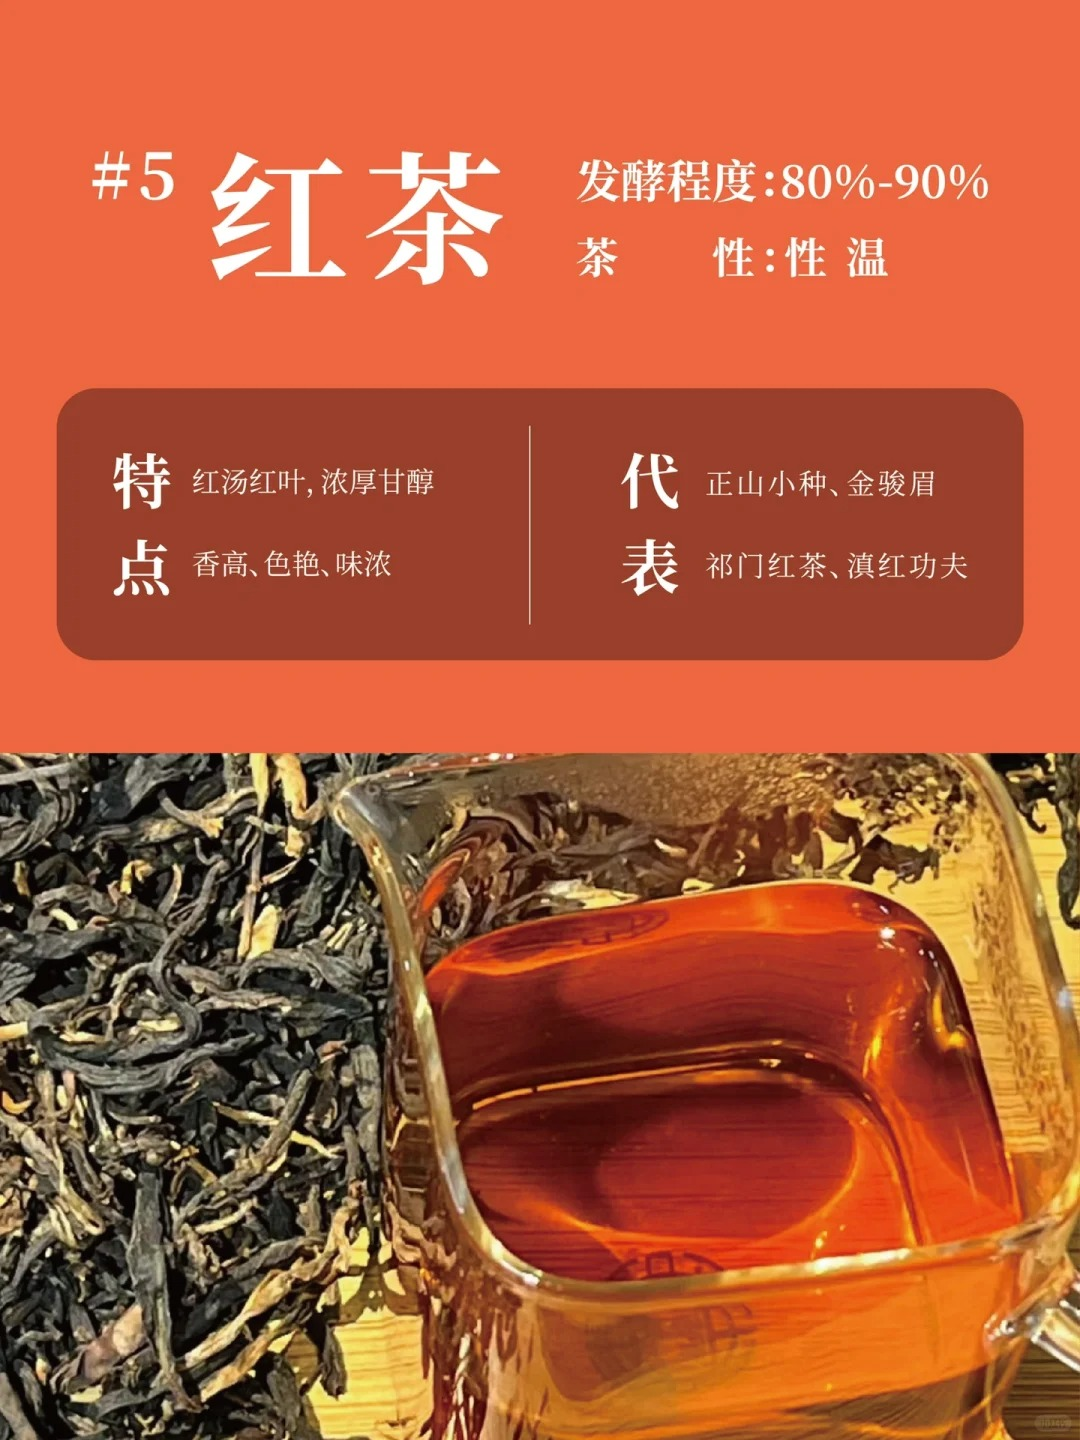 #5 红茶
发酵程度:80%-90%
茶 性:性 温
特点
红汤红叶,浓厚甘醇
香高、色艳、味浓
代表
正山小种、金骏眉
祁门红茶、滇红功夫